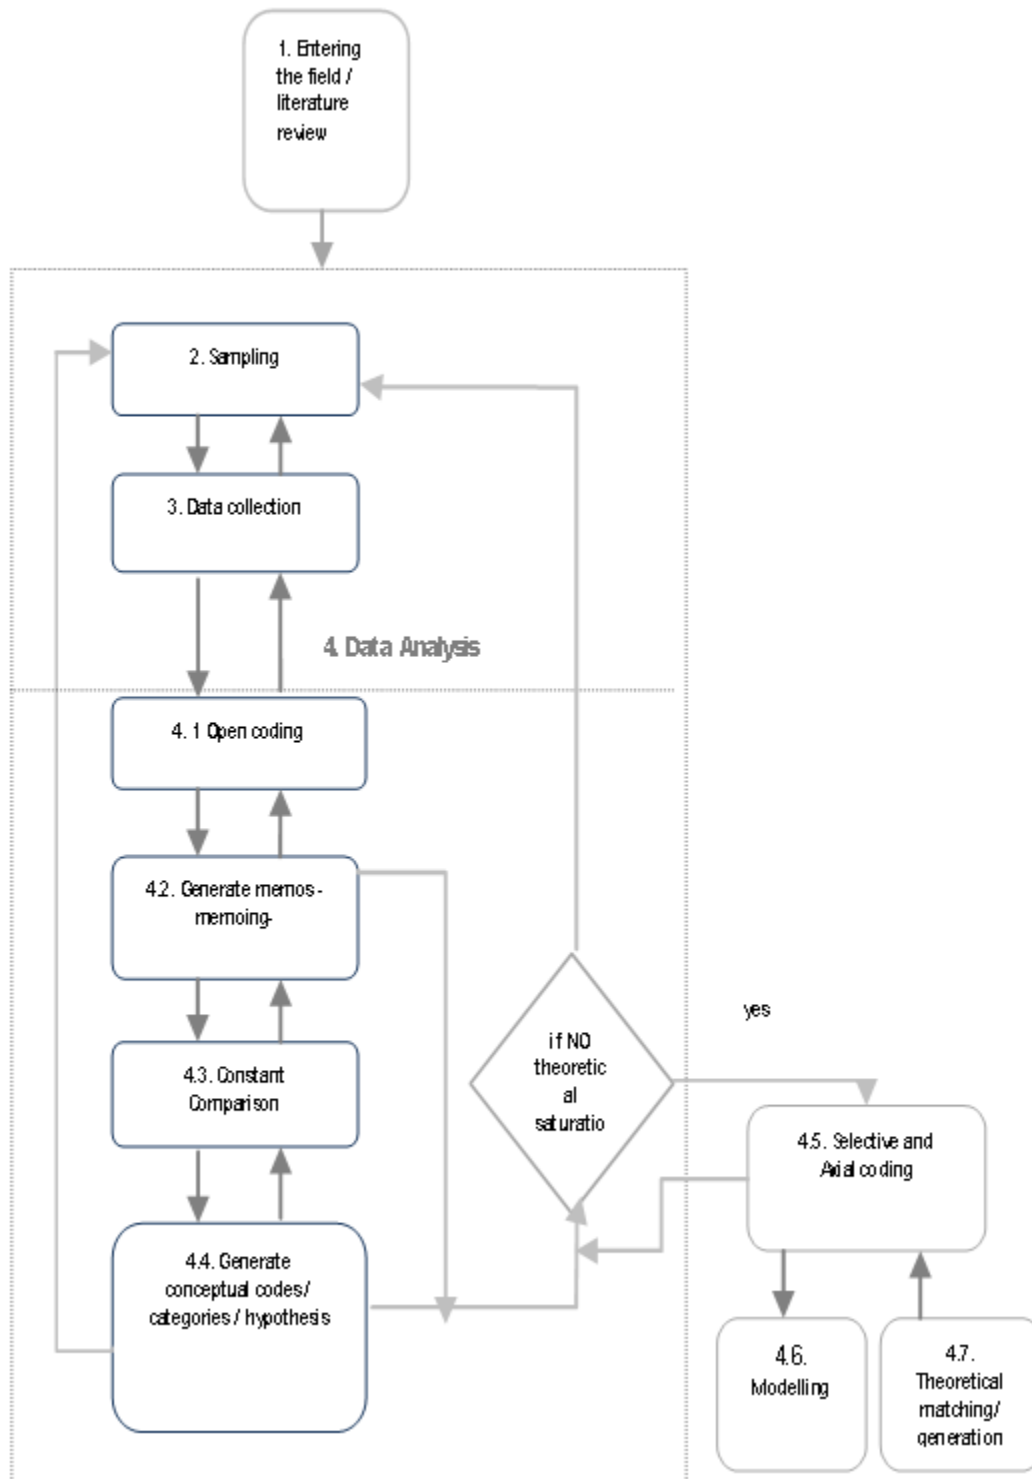 1. Entering
the field /
literature
review
2. Sampling
3. Data collection
4. Data Analysis
4. 1 Open coding
4.2. Generate memos -
memoing-
4.3. Constant
Comparison
4.4. Generate
conceptual codes /
categories / hypothesis
if NO
theoretic
al
saturatio
yes
4.5. Selective and
Axial coding
4.6.
Modelling
4.7.
Theoretical
matching/
generation